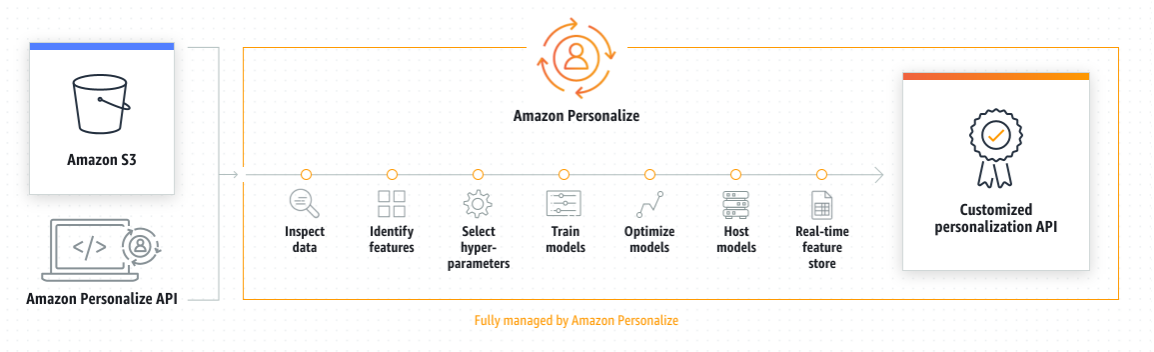 Amazon Personalize
Amazon S3
Amazon Personalize API
</>
Inspect
data
Identify
features
Select
hyper-
parameters
Train
models
Optimize
models
Host
models
Real-time
feature
store
Customized
personalization API
Fully managed by Amazon Personalize